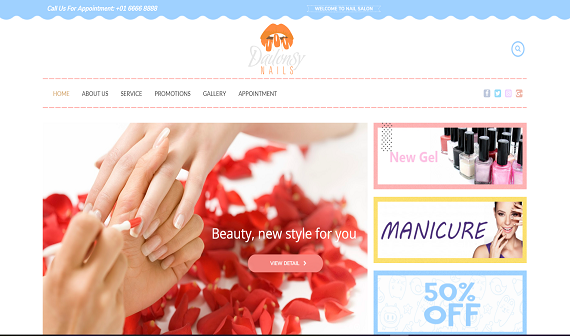 Call Us For Appointment: +01 6666 8888
WELCOME TO NAIL SALON
NAILS
HOME ABOUT US SERVICE PROMOTIONS GALLERY APPOINTMENT
New Gel
Beauty, new style for you
VIEW DETAIL
MANICURE
50%
OFF